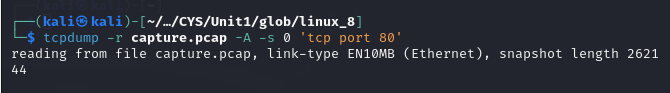 ┌──(kali㉿kali)-[~/…/CYS/Unit1/glob/linux_8]
└─$ tcpdump -r capture.pcap -A -s 0 'tcp port 80'
reading from file capture.pcap, link-type EN10MB (Ethernet), snapshot length 2621
44